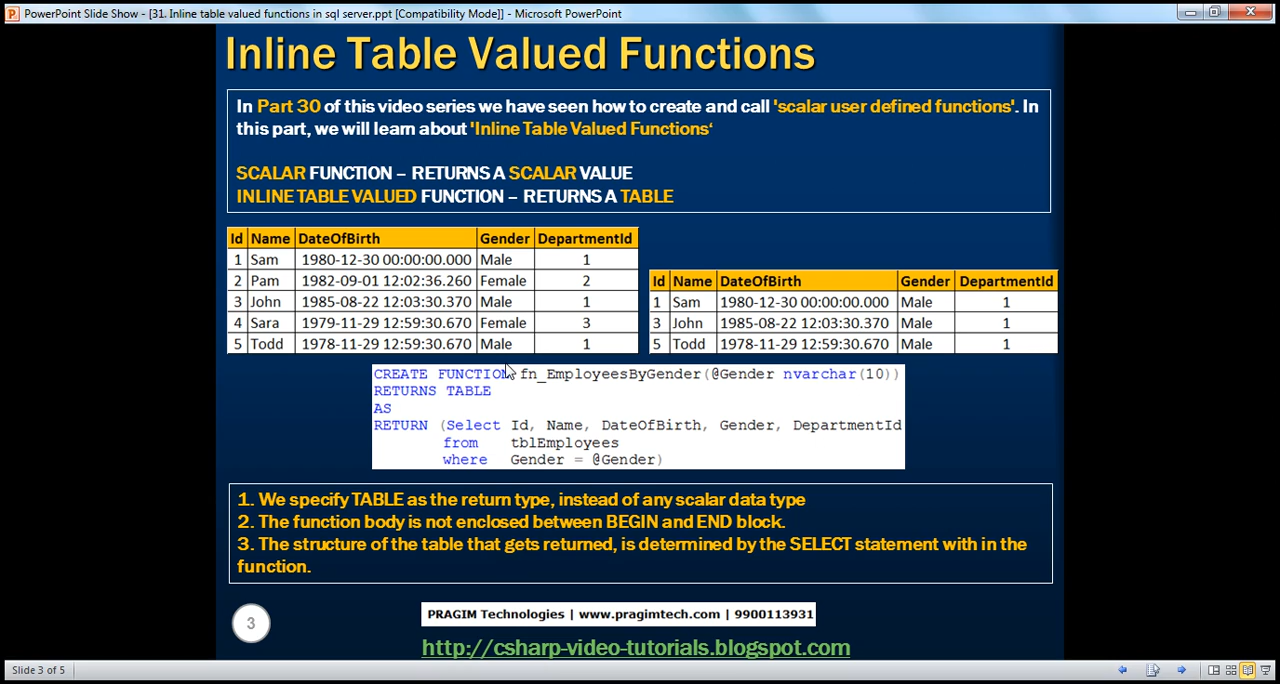 PowerPoint Slide Show - [31. Inline table valued functions in sql server.ppt [Compatibility Mode]] - Microsoft PowerPoint
Inline Table Valued Functions
In Part 30 of this video series we have seen how to create and call 'scalar user defined functions'. In
this part, we will learn about 'Inline Table Valued Functions‘
SCALAR FUNCTION – RETURNS A SCALAR VALUE
INLINE TABLE VALUED FUNCTION – RETURNS A TABLE
Id Name DateOfBirth Gender DepartmentId
1 Sam 1980-12-30 00:00:00.000 Male 1
2 Pam 1982-09-01 12:02:36.260 Female 2
3 John 1985-08-22 12:03:30.370 Male 1
4 Sara 1979-11-29 12:59:30.670 Female 3
5 Todd 1978-11-29 12:59:30.670 Male 1
Id Name DateOfBirth Gender DepartmentId
1 Sam 1980-12-30 00:00:00.000 Male 1
3 John 1985-08-22 12:03:30.370 Male 1
5 Todd 1978-11-29 12:59:30.670 Male 1
CREATE FUNCTION fn_EmployeesByGender(@Gender nvarchar(10))
RETURNS TABLE
AS
RETURN (Select Id, Name, DateOfBirth, Gender, DepartmentId
from tblEmployees
where Gender = @Gender)
1. We specify TABLE as the return type, instead of any scalar data type
2. The function body is not enclosed between BEGIN and END block.
3. The structure of the table that gets returned, is determined by the SELECT statement with in the
function.
3
PRAGIM Technologies | www.pragimtech.com | 9900113931
http://csharp-video-tutorials.blogspot.com
Slide 3 of 5